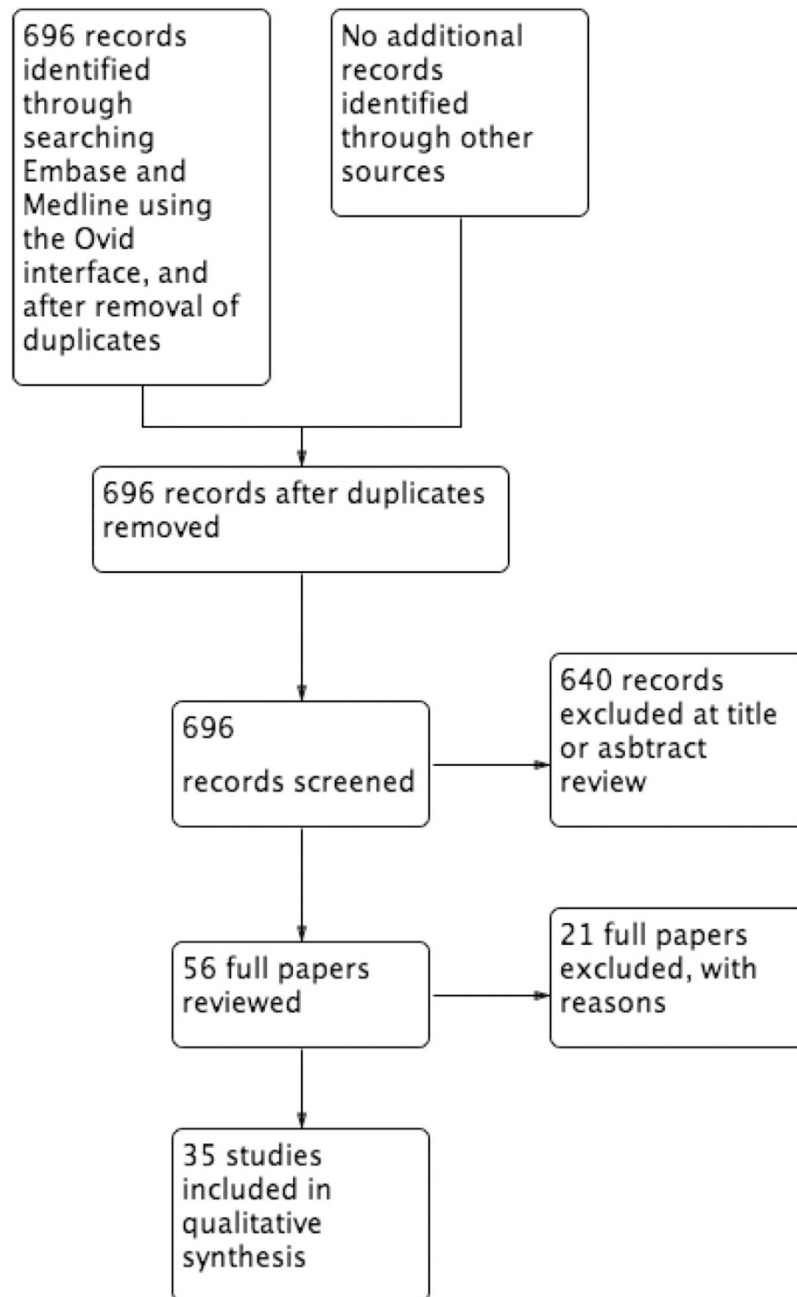 696 records
identified
through
searching
Embase and
Medline using
the Ovid
interface, and
after removal of
duplicates
No additional
records
identified
through other
sources
696 records after duplicates
removed
696
records screened
640 records
excluded at title
or asbtract
review
56 full papers
reviewed
21 full papers
excluded, with
reasons
35 studies
included in
qualitative
synthesis